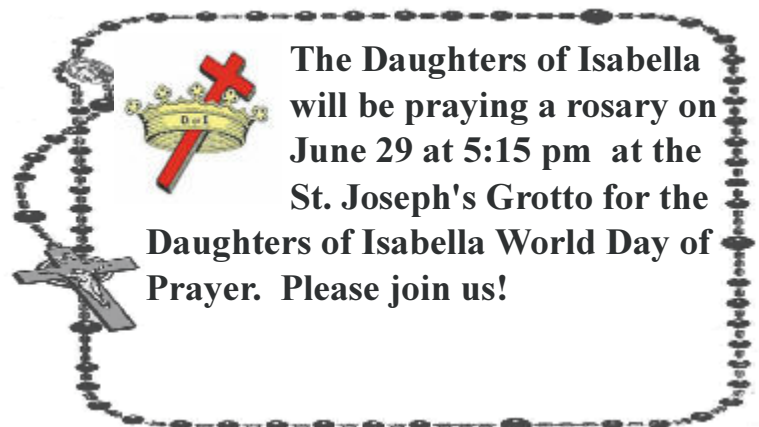 The Daughters of Isabella
will be praying a rosary on
June 29 at 5:15 pm at the
D of I
St. Joseph's Grotto for the
Daughters of Isabella World Day of
Prayer. Please join us!